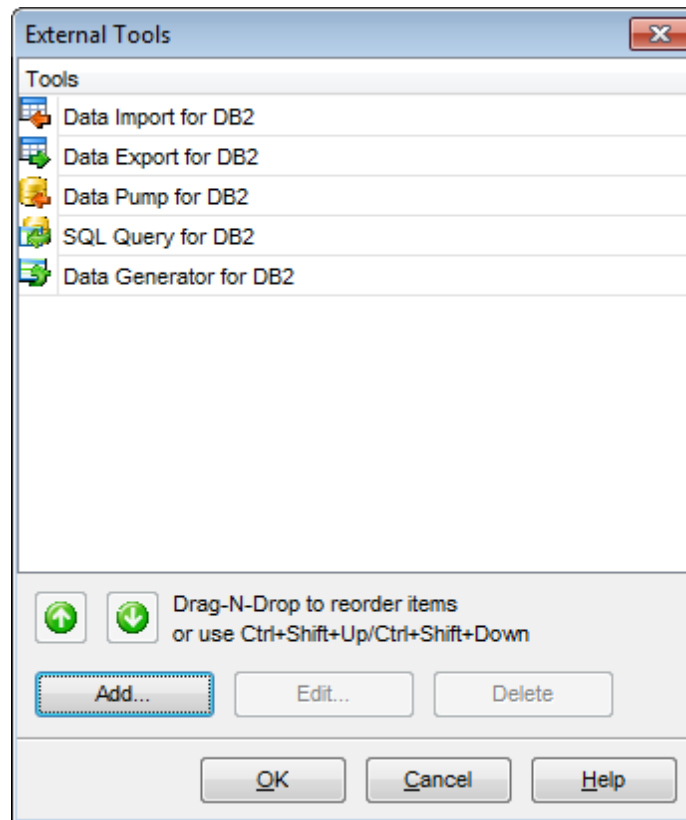 External Tools
Tools
Data Import for DB2
Data Export for DB2
Data Pump for DB2
SQL Query for DB2
Data Generator for DB2
Drag-N-Drop to reorder items
or use Ctrl+Shift+Up/Ctrl+Shift+Down
Add... Edit... Delete
OK Cancel Help